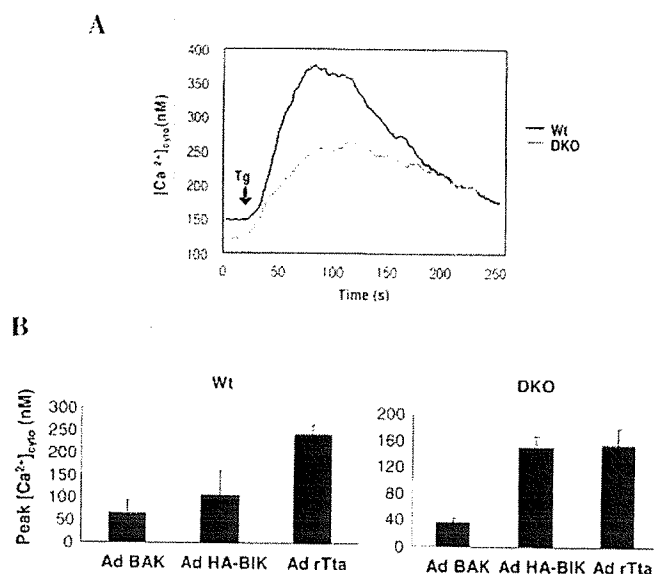 A
400
350
300
250
200
150
100
[Ca 2+]cyto(nM)
Tg
Wt
DKO
0 50 100 150 200 250
Time (s)
B
Wt
Peak [Ca2+]cyto (nM)
300
250
200
150
100
50
0
Ad BAK Ad HA-BIK Ad rTta
DKO
160
120
80
40
0
Ad BAK Ad HA-BIK Ad rTta